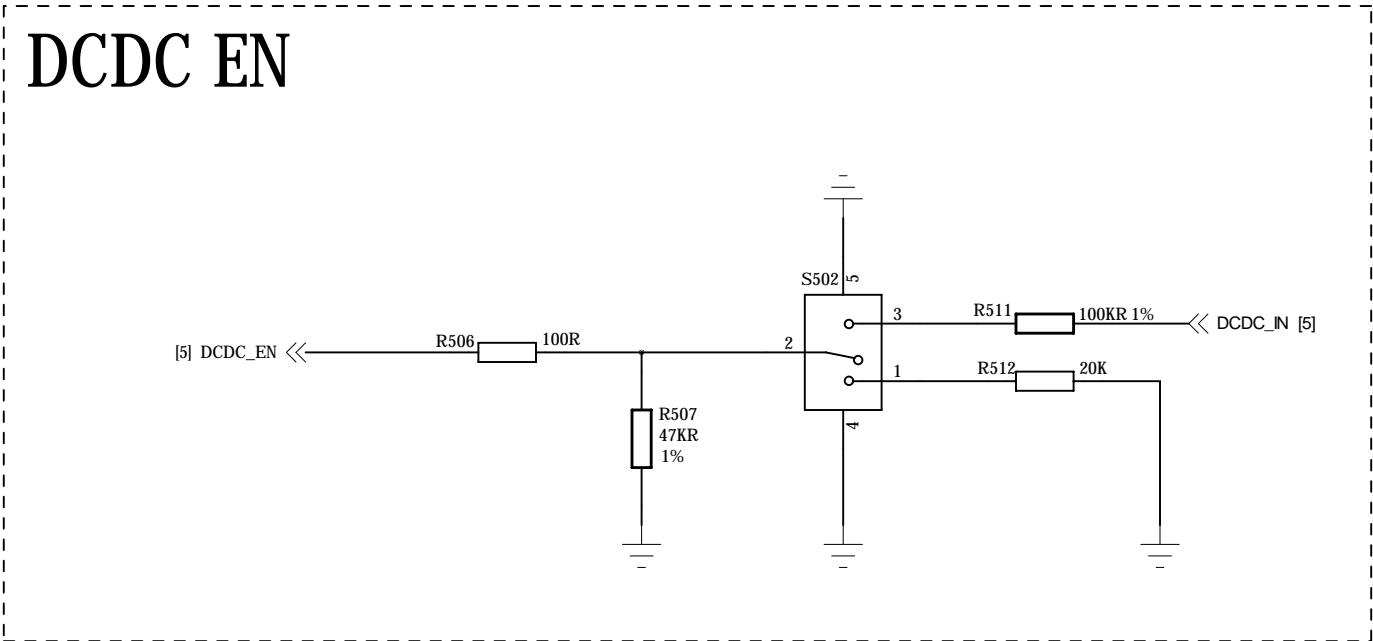 DCDC EN
S502
5
R511
100KR 1%
3
DCDC_IN [5]
R506
100R
2
[5] DCDC_EN
R512
20K
1
R507
47KR
1%
4